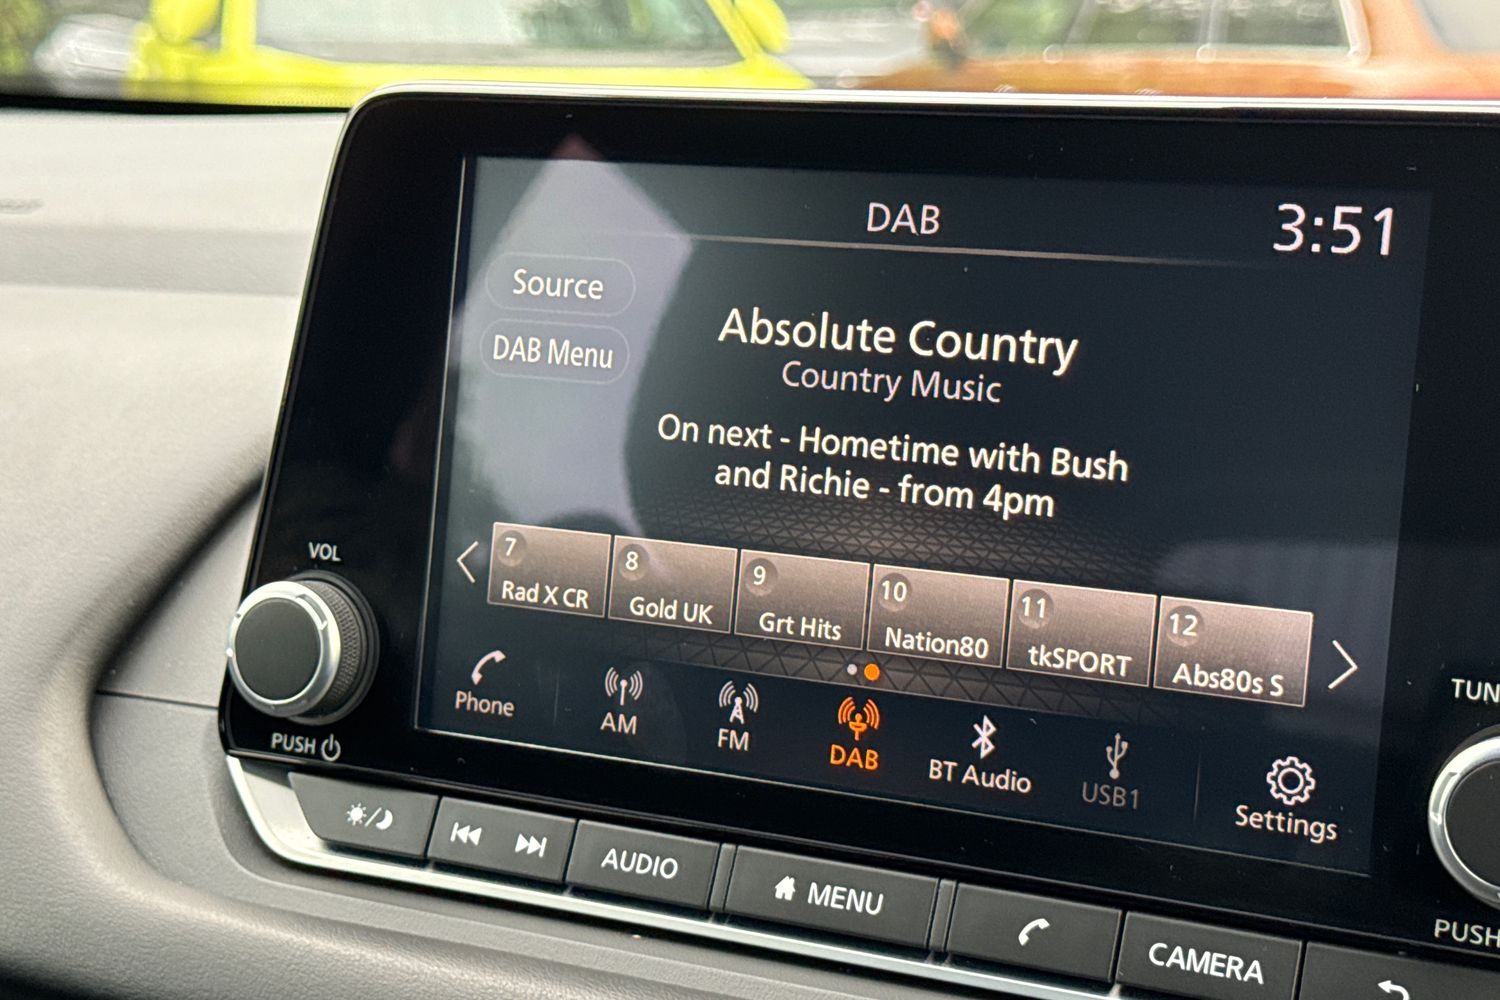 DAB
3:51
Source
DAB Menu
Absolute Country
Country Music
On next - Hometime with Bush
and Richie - from 4pm
7
Rad X CR
8
Gold UK
9
Grt Hits
10
Nation80
11
tkSPORT
12
Abs80s S
Phone
AM
FM
DAB
BT Audio
USB1
Settings
VOL
PUSH
TUN
PUSH
AUDIO
MENU
CAMERA